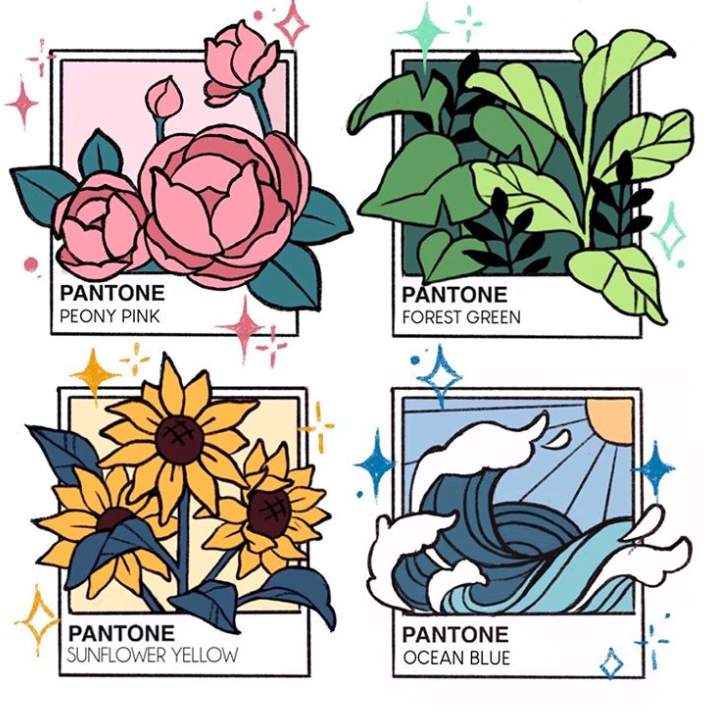 PANTONE
PEONY PINK
PANTONE
FOREST GREEN
PANTONE
SUNFLOWER YELLOW
PANTONE
OCEAN BLUE